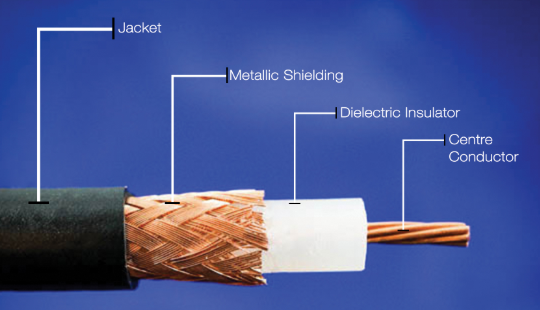 Jacket
Metallic Shielding
Dielectric Insulator
Centre
Conductor